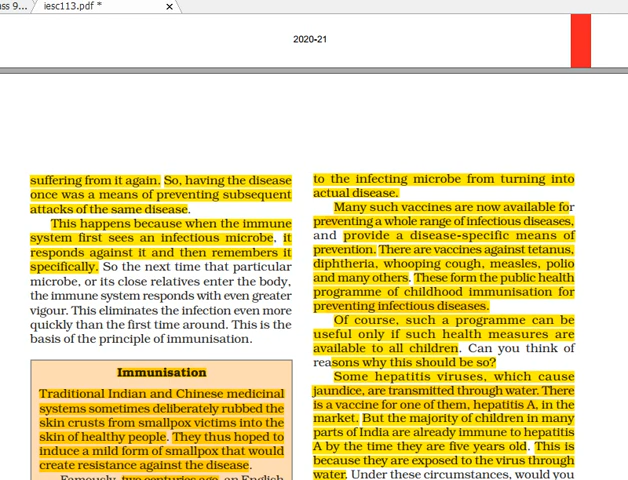 ass 9...
iesc113.pdf *
x
2020-21
suffering from it again. So, having the disease
once was a means of preventing subsequent
attacks of the same disease.
This happens because when the immune
system first sees an infectious microbe, it
responds against it and then remembers it
specifically. So the next time that particular
microbe, or its close relatives enter the body,
the immune system responds with even greater
vigour. This eliminates the infection even more
quickly than the first time around. This is the
basis of the principle of immunisation.
Immunisation
Traditional Indian and Chinese medicinal
systems sometimes deliberately rubbed the
skin crusts from smallpox victims into the
skin of healthy people. They thus hoped to
induce a mild form of smallpox that would
create resistance against the disease.
Famously, two centuries ago, an English
to the infecting microbe from turning into
actual disease.
Many such vaccines are now available for
preventing a whole range of infectious diseases,
and provide a disease-specific means of
prevention. There are vaccines against tetanus,
diphtheria, whooping cough, measles, polio
and many others. These form the public health
programme of childhood immunisation for
preventing infectious diseases.
Of course, such a programme can be
useful only if such health measures are
available to all children. Can you think of
reasons why this should be so?
Some hepatitis viruses, which cause
jaundice, are transmitted through water. There
is a vaccine for one of them, hepatitis A, in the
market. But the majority of children in many
parts of India are already immune to hepatitis
A by the time they are five years old. This is
because they are exposed to the virus through
water. Under these circumstances, would you